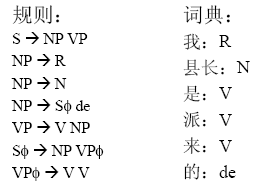 规则：
S → NP VP
NP → R
NP → N
NP → Sϕ de
VP → V NP
Sϕ → NP VPϕ
VPϕ → V V
词典：
我：R
县长：N
是：V
派：V
来：V
的：de